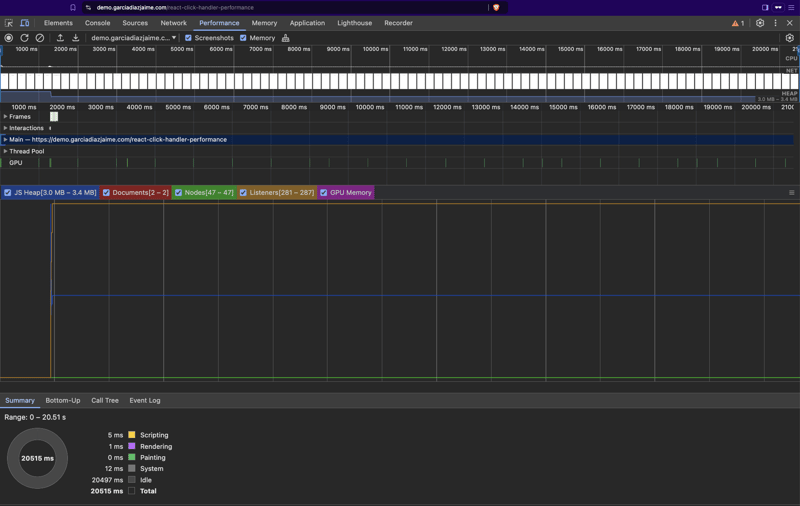 demo.garciadiazjaime.com/react-click-handler-performance
Elements Console Sources Network Performance Memory Application Lighthouse Recorder 1
demo.garciadiazjaime.c... Screenshots Memory
1000 ms 2000 ms 3000 ms 4000 ms 5000 ms 6000 ms 7000 ms 8000 ms 9000 ms 10000 ms 11000 ms 12000 ms 13000 ms 14000 ms 15000 ms 16000 ms 17000 ms 18000 ms 19000 ms 20000 ms
CPU
NET
HEAP
3.0 MB – 3.4 MB
1000 ms 2000 ms 3000 ms 4000 ms 5000 ms 6000 ms 7000 ms 8000 ms 9000 ms 10000 ms 11000 ms 12000 ms 13000 ms 14000 ms 15000 ms 16000 ms 17000 ms 18000 ms 19000 ms 20000 ms
Frames
Interactions
Main — https://demo.garciadiazjaime.com/react-click-handler-performance
Thread Pool
GPU
JS Heap[3.0 MB – 3.4 MB] Documents[2 – 2] Nodes[47 – 47] Listeners[281 – 287] GPU Memory
Summary Bottom-Up Call Tree Event Log
Range: 0 – 20.51 s
20515 ms
5 ms Scripting
1 ms Rendering
0 ms Painting
12 ms System
20497 ms Idle
20515 ms Total